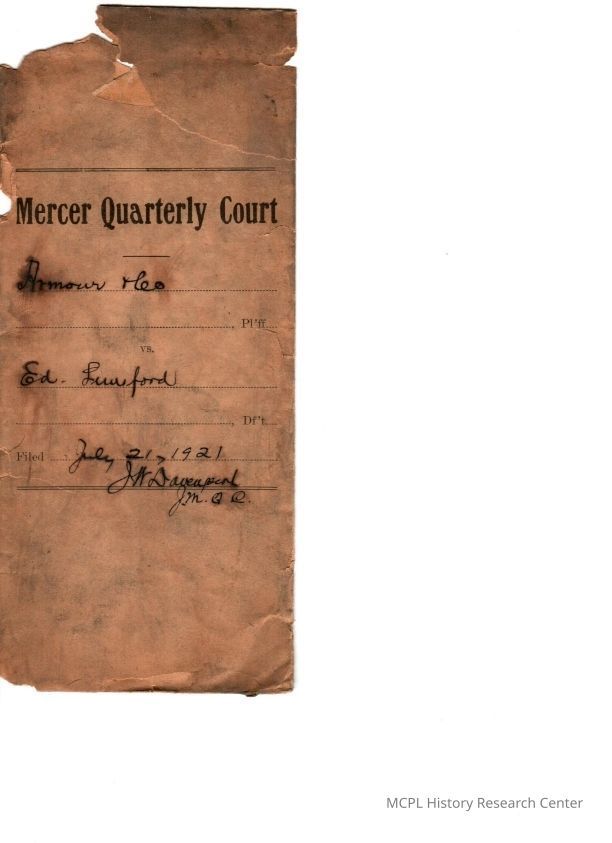 Mercer Quarterly Court
Armour & Co
, Pl'ff.
vs.
Ed. Lunsford
, Df't.
Filed July 21, 1921
J W Davenport
J.M.Q.C.
MCPL History Research Center